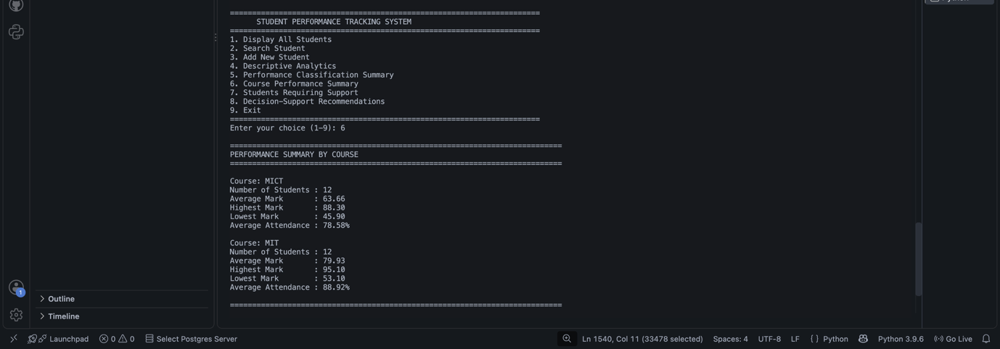 ======================================================================
STUDENT PERFORMANCE TRACKING SYSTEM
======================================================================
1. Display All Students
2. Search Student
3. Add New Student
4. Descriptive Analytics
5. Performance Classification Summary
6. Course Performance Summary
7. Students Requiring Support
8. Decision-Support Recommendations
9. Exit
======================================================================
Enter your choice (1-9): 6
===========================================================================
PERFORMANCE SUMMARY BY COURSE
===========================================================================
Course: MICT
Number of Students : 12
Average Mark       : 63.66
Highest Mark       : 88.30
Lowest Mark        : 45.90
Average Attendance : 78.58%
Course: MIT
Number of Students : 12
Average Mark       : 79.93
Highest Mark       : 95.10
Lowest Mark        : 53.10
Average Attendance : 88.92%
===========================================================================
1
Outline
Timeline
Launchpad 0 0 Select Postgres Server Ln 1540, Col 11 (33478 selected) Spaces: 4 UTF-8 LF { } Python Python 3.9.6 Go Live